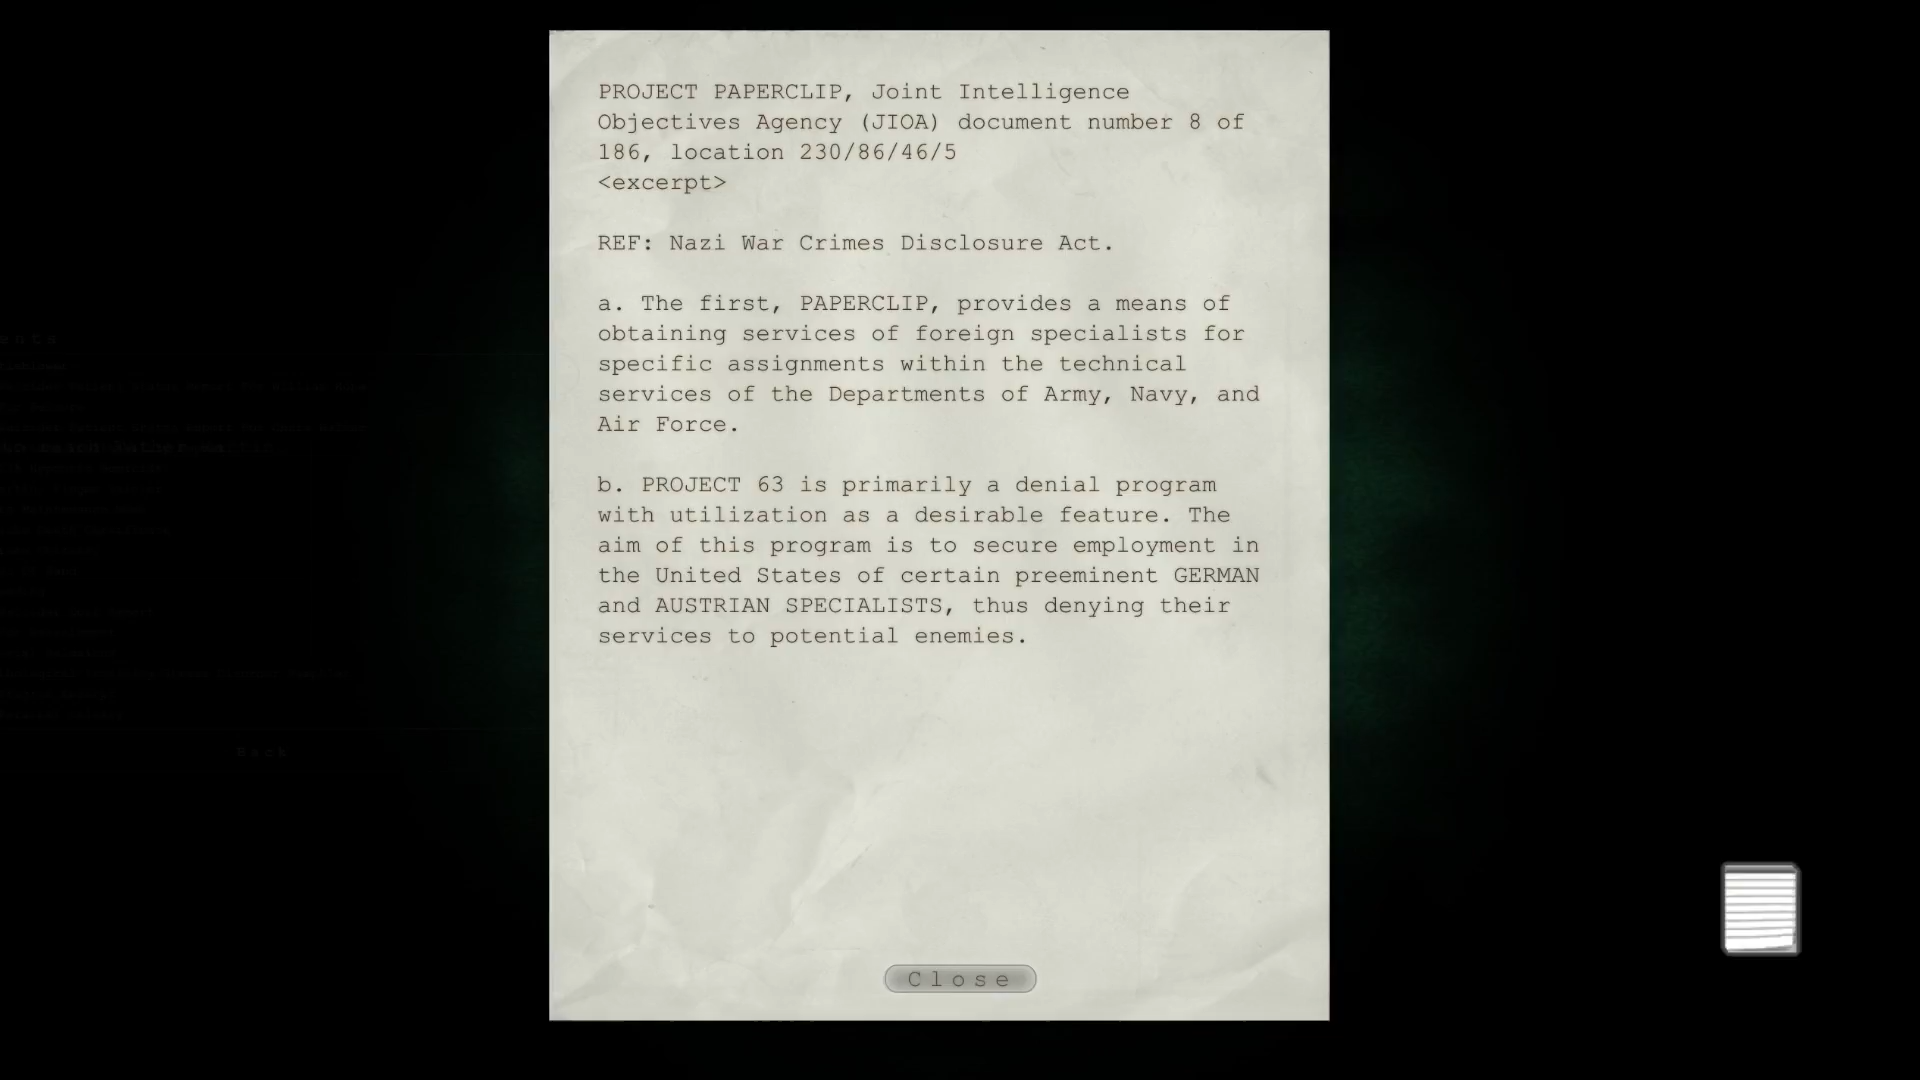 PROJECT PAPERCLIP, Joint Intelligence
Objectives Agency (JIOA) document number 8 of
186, location 230/86/46/5
<excerpt>
REF: Nazi War Crimes Disclosure Act.
a. The first, PAPERCLIP, provides a means of
obtaining services of foreign specialists for
specific assignments within the technical
services of the Departments of Army, Navy, and
Air Force.
b. PROJECT 63 is primarily a denial program
with utilization as a desirable feature. The
aim of this program is to secure employment in
the United States of certain preeminent GERMAN
and AUSTRIAN SPECIALISTS, thus denying their
services to potential enemies.
Back
Close